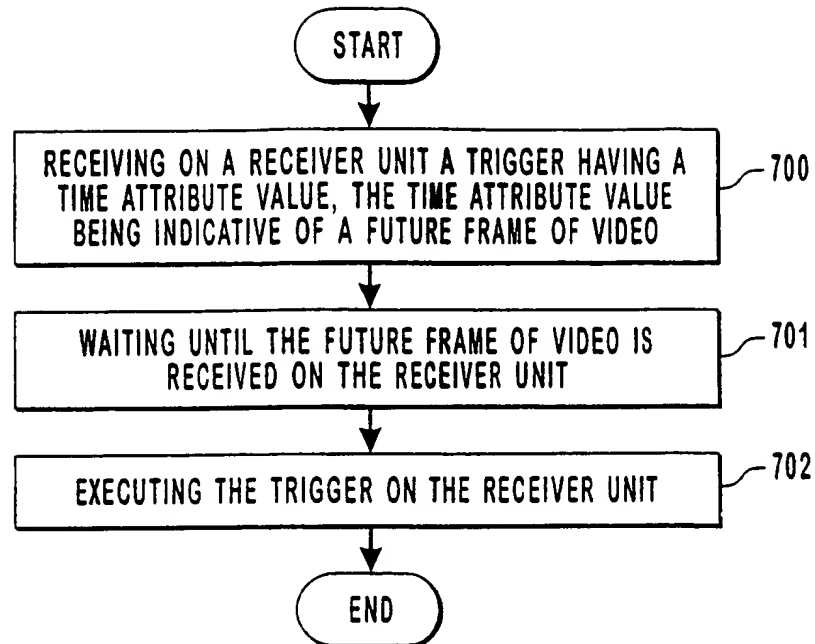 START
RECEIVING ON A RECEIVER UNIT A TRIGGER HAVING A
TIME ATTRIBUTE VALUE, THE TIME ATTRIBUTE VALUE
BEING INDICATIVE OF A FUTURE FRAME OF VIDEO
700
WAITING UNTIL THE FUTURE FRAME OF VIDEO IS
RECEIVED ON THE RECEIVER UNIT
701
EXECUTING THE TRIGGER ON THE RECEIVER UNIT
702
END